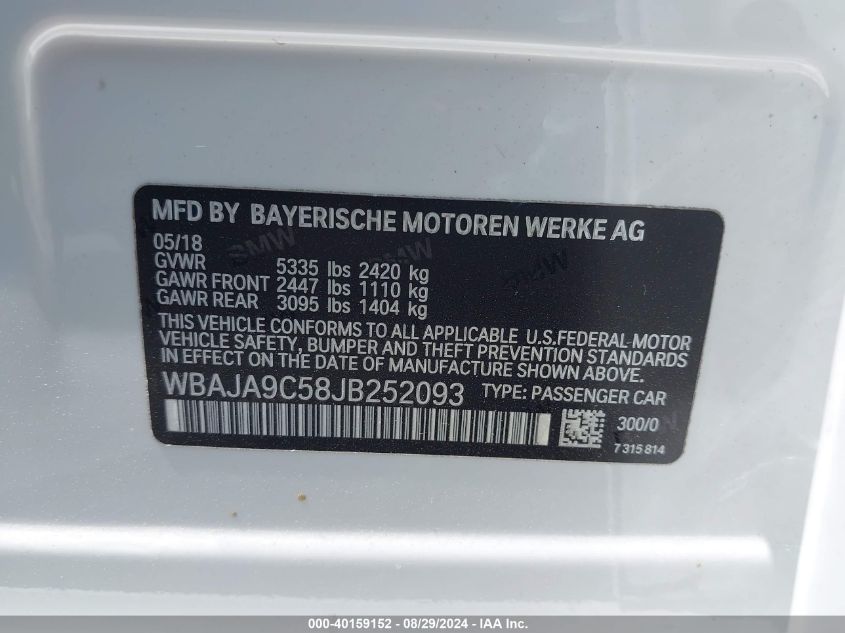 MFD BY BAYERISCHE MOTOREN WERKE AG
05/18
GVWR 5335 lbs 2420 kg
GAWR FRONT 2447 lbs 1110 kg
GAWR REAR 3095 lbs 1404 kg
THIS VEHICLE CONFORMS TO ALL APPLICABLE U.S.FEDERAL MOTOR
VEHICLE SAFETY, BUMPER AND THEFT PREVENTION STANDARDS
IN EFFECT ON THE DATE OF MANUFACTURE SHOWN ABOVE.
WBAJA9C58JB252093 TYPE: PASSENGER CAR
300/0
7315814
000-40159152 - 08/29/2024 - IAA Inc.